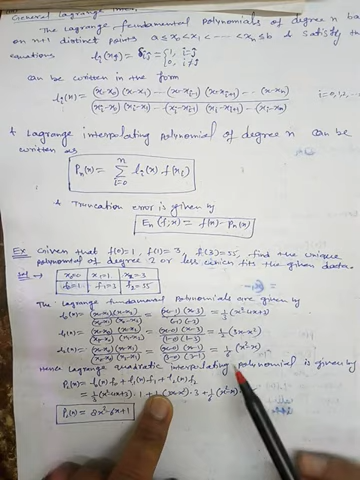 General Lagrange Inter.
The Lagrange fundamental Polynomials of degree n ba
on n+1 distinct points a≤x₀<x₁<---<xₙ≤b & satisfy th
equations lᵢ(xⱼ)= δᵢⱼ = {1, i=j
0, i≠j
can be written in the form
lᵢ(x) = (x-x₀)(x-x₁)----(x-xᵢ₋₁)(x-xᵢ₊₁)---(x-xₙ) / (xᵢ-x₀)(xᵢ-x₁)---(xᵢ-xᵢ₋₁)(xᵢ-xᵢ₊₁)---(xᵢ-xₙ) i=0,1,
A Lagrange interpolating Polynomial of degree n can be
written as
Pₙ(x) = ∑ⁿᵢ₌₀ lᵢ(x) f(xᵢ)
& Truncation error is given by
Eₙ(f;x) = f(x) - Pₙ(x)
Ex Given that f(0)=1, f(1)=3, f(3)=55, find the unique
polynomial of degree 2 or less which fits the given data
Sol → x₀=0 x₁=1 x₂=3
f₀=1 f₁=3 f₂=55
The Lagrange fundamental Polynomials are given by
l₀(x) = (x-x₁)(x-x₂) / (x₀-x₁)(x₀-x₂) = (x-1)(x-3) / (-1)(-3) = 1/3 (x²-4x+3)
l₁(x) = (x-x₀)(x-x₂) / (x₁-x₀)(x₁-x₂) = (x-0)(x-3) / (1-0)(1-3) = 1/2 (3x-x²)
l₂(x) = (x-x₀)(x-x₁) / (x₂-x₀)(x₂-x₁) = (x-0)(x-1) / (3-0)(3-1) = 1/6 (x²-x)
Hence Lagrange quadratic interpolating Polynomial is given by
P₂(x) = l₀(x) f₀ + l₁(x) f₁ + l₂(x) f₂
= 1/3 (x²-4x+3) · 1 + 1/2 (3x-x²) · 3 + 1/6 (x²-x)
P₂(x) = 8x²-6x+1